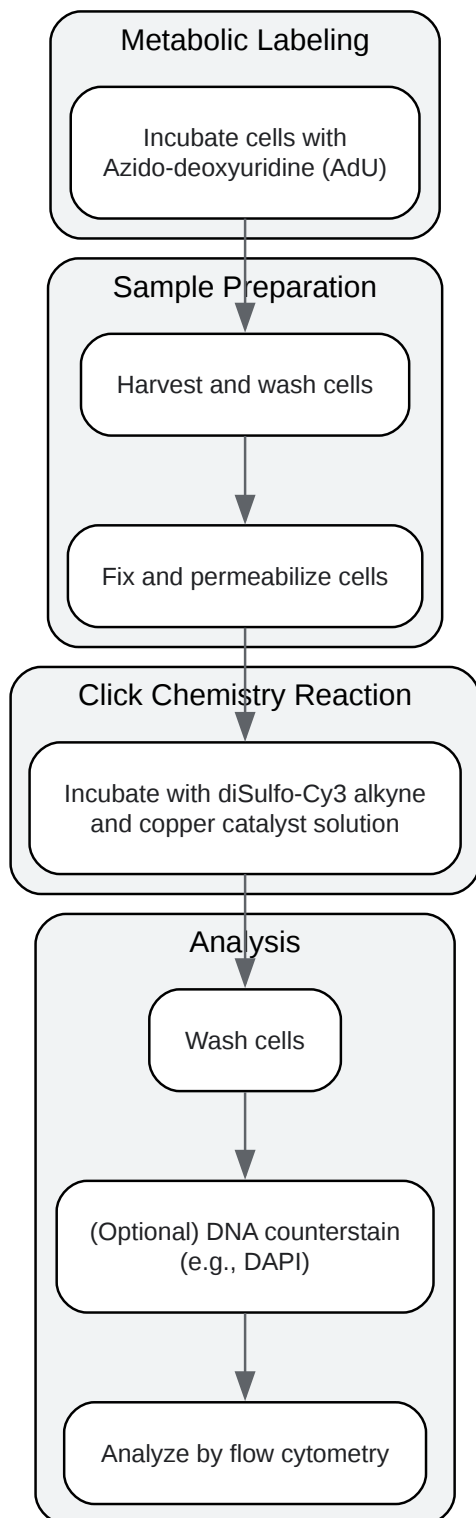 Metabolic Labeling
Incubate cells with
Azido-deoxyuridine (AdU)
Sample Preparation
Harvest and wash cells
Fix and permeabilize cells
Click Chemistry Reaction
Incubate with diSulfo-Cy3 alkyne
and copper catalyst solution
Analysis
Wash cells
(Optional) DNA counterstain
(e.g., DAPI)
Analyze by flow cytometry